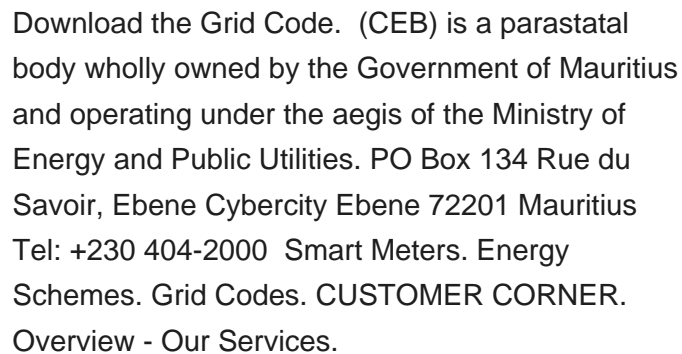 Download the Grid Code.  (CEB) is a parastatal
body wholly owned by the Government of Mauritius
and operating under the aegis of the Ministry of
Energy and Public Utilities. PO Box 134 Rue du
Savoir, Ebene Cybercity Ebene 72201 Mauritius
Tel: +230 404-2000  Smart Meters. Energy
Schemes. Grid Codes. CUSTOMER CORNER.
Overview - Our Services.